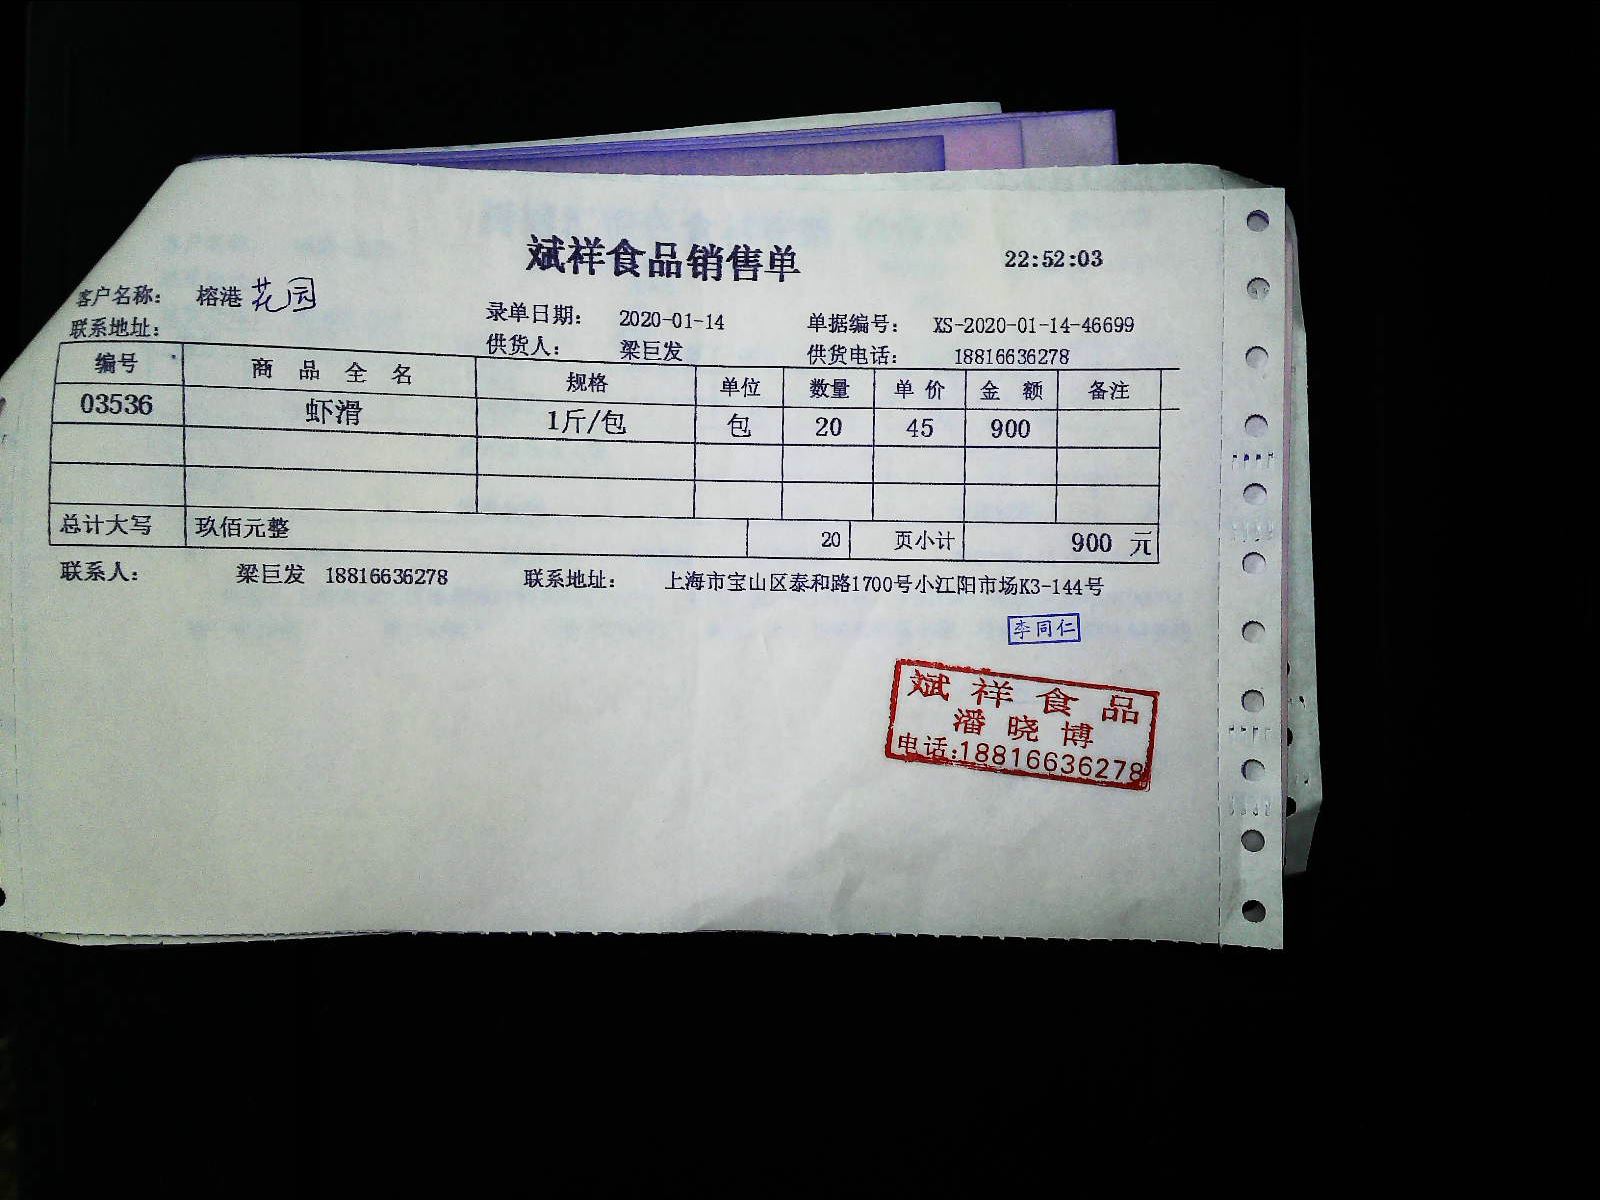 斌祥食品销售单 22:52:03
客户名称： 榕港 花园
录单日期： 2020-01-14 单据编号： XS-2020-01-14-46699
联系地址：
供货人： 梁巨发 供货电话： 18816636278
编号 商 品 全 名 规格 单位 数量 单 价 金 额 备注
03536 虾滑 1斤/包 包 20 45 900
总计大写 玖佰元整 20 页小计 900 元
联系人： 梁巨发 18816636278 联系地址： 上海市宝山区泰和路1700号小江阳市场K3-144号
李同仁
斌祥食品
潘晓博
电话:18816636278